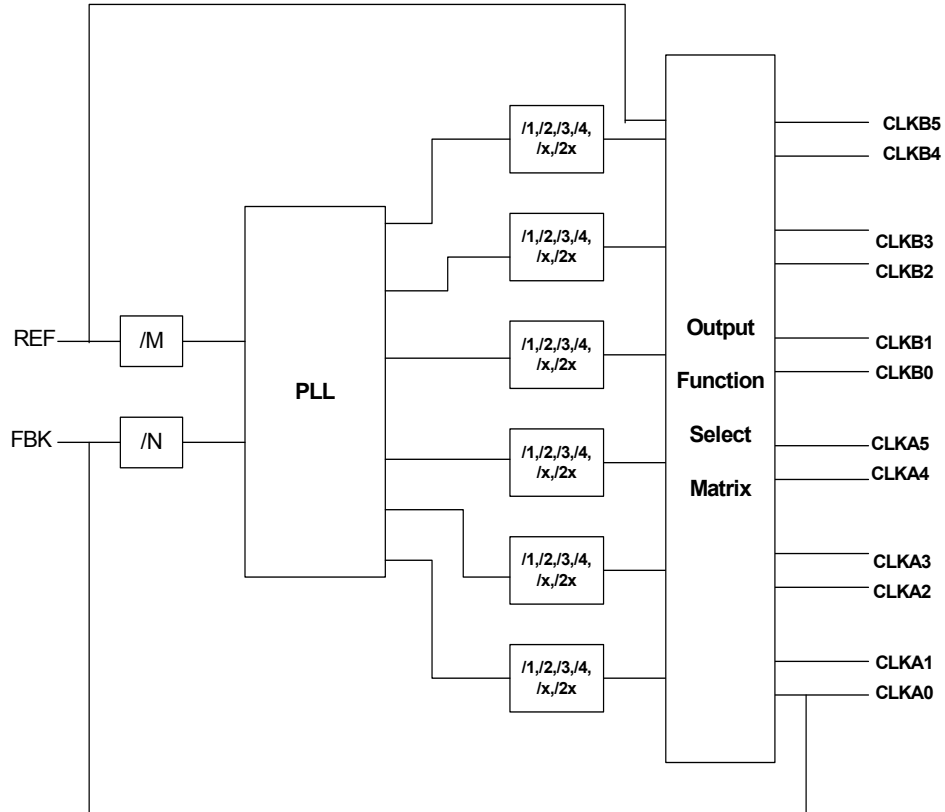 /1,/2,/3,/4,
/x,/2x
CLKB5
CLKB4
/1,/2,/3,/4,
/x,/2x
CLKB3
CLKB2
REF
/M
PLL
/1,/2,/3,/4,
/x,/2x
Output
Function
Select
Matrix
CLKB1
CLKB0
FBK
/N
/1,/2,/3,/4,
/x,/2x
CLKA5
CLKA4
/1,/2,/3,/4,
/x,/2x
CLKA3
CLKA2
/1,/2,/3,/4,
/x,/2x
CLKA1
CLKA0